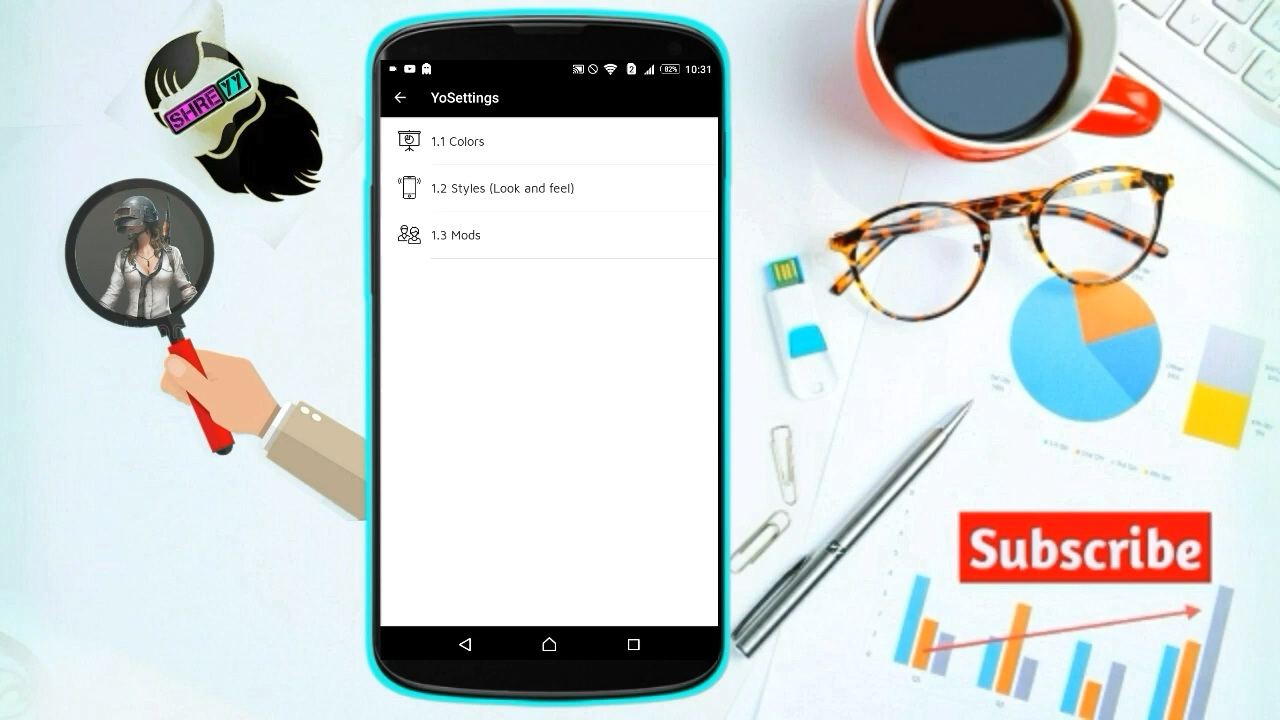 SHRE YY
82% 10:31
YoSettings
1.1 Colors
1.2 Styles (Look and feel)
1.3 Mods
Subscribe